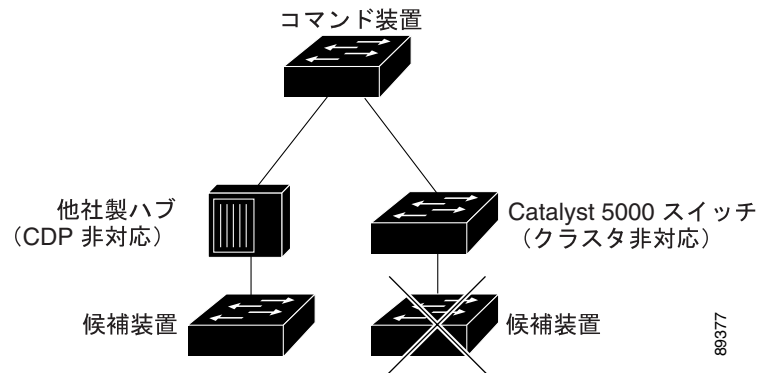 コマンド装置
他社製ハブ
（CDP 非対応）
Catalyst 5000 スイッチ
（クラスタ非対応）
候補装置
候補装置
89377